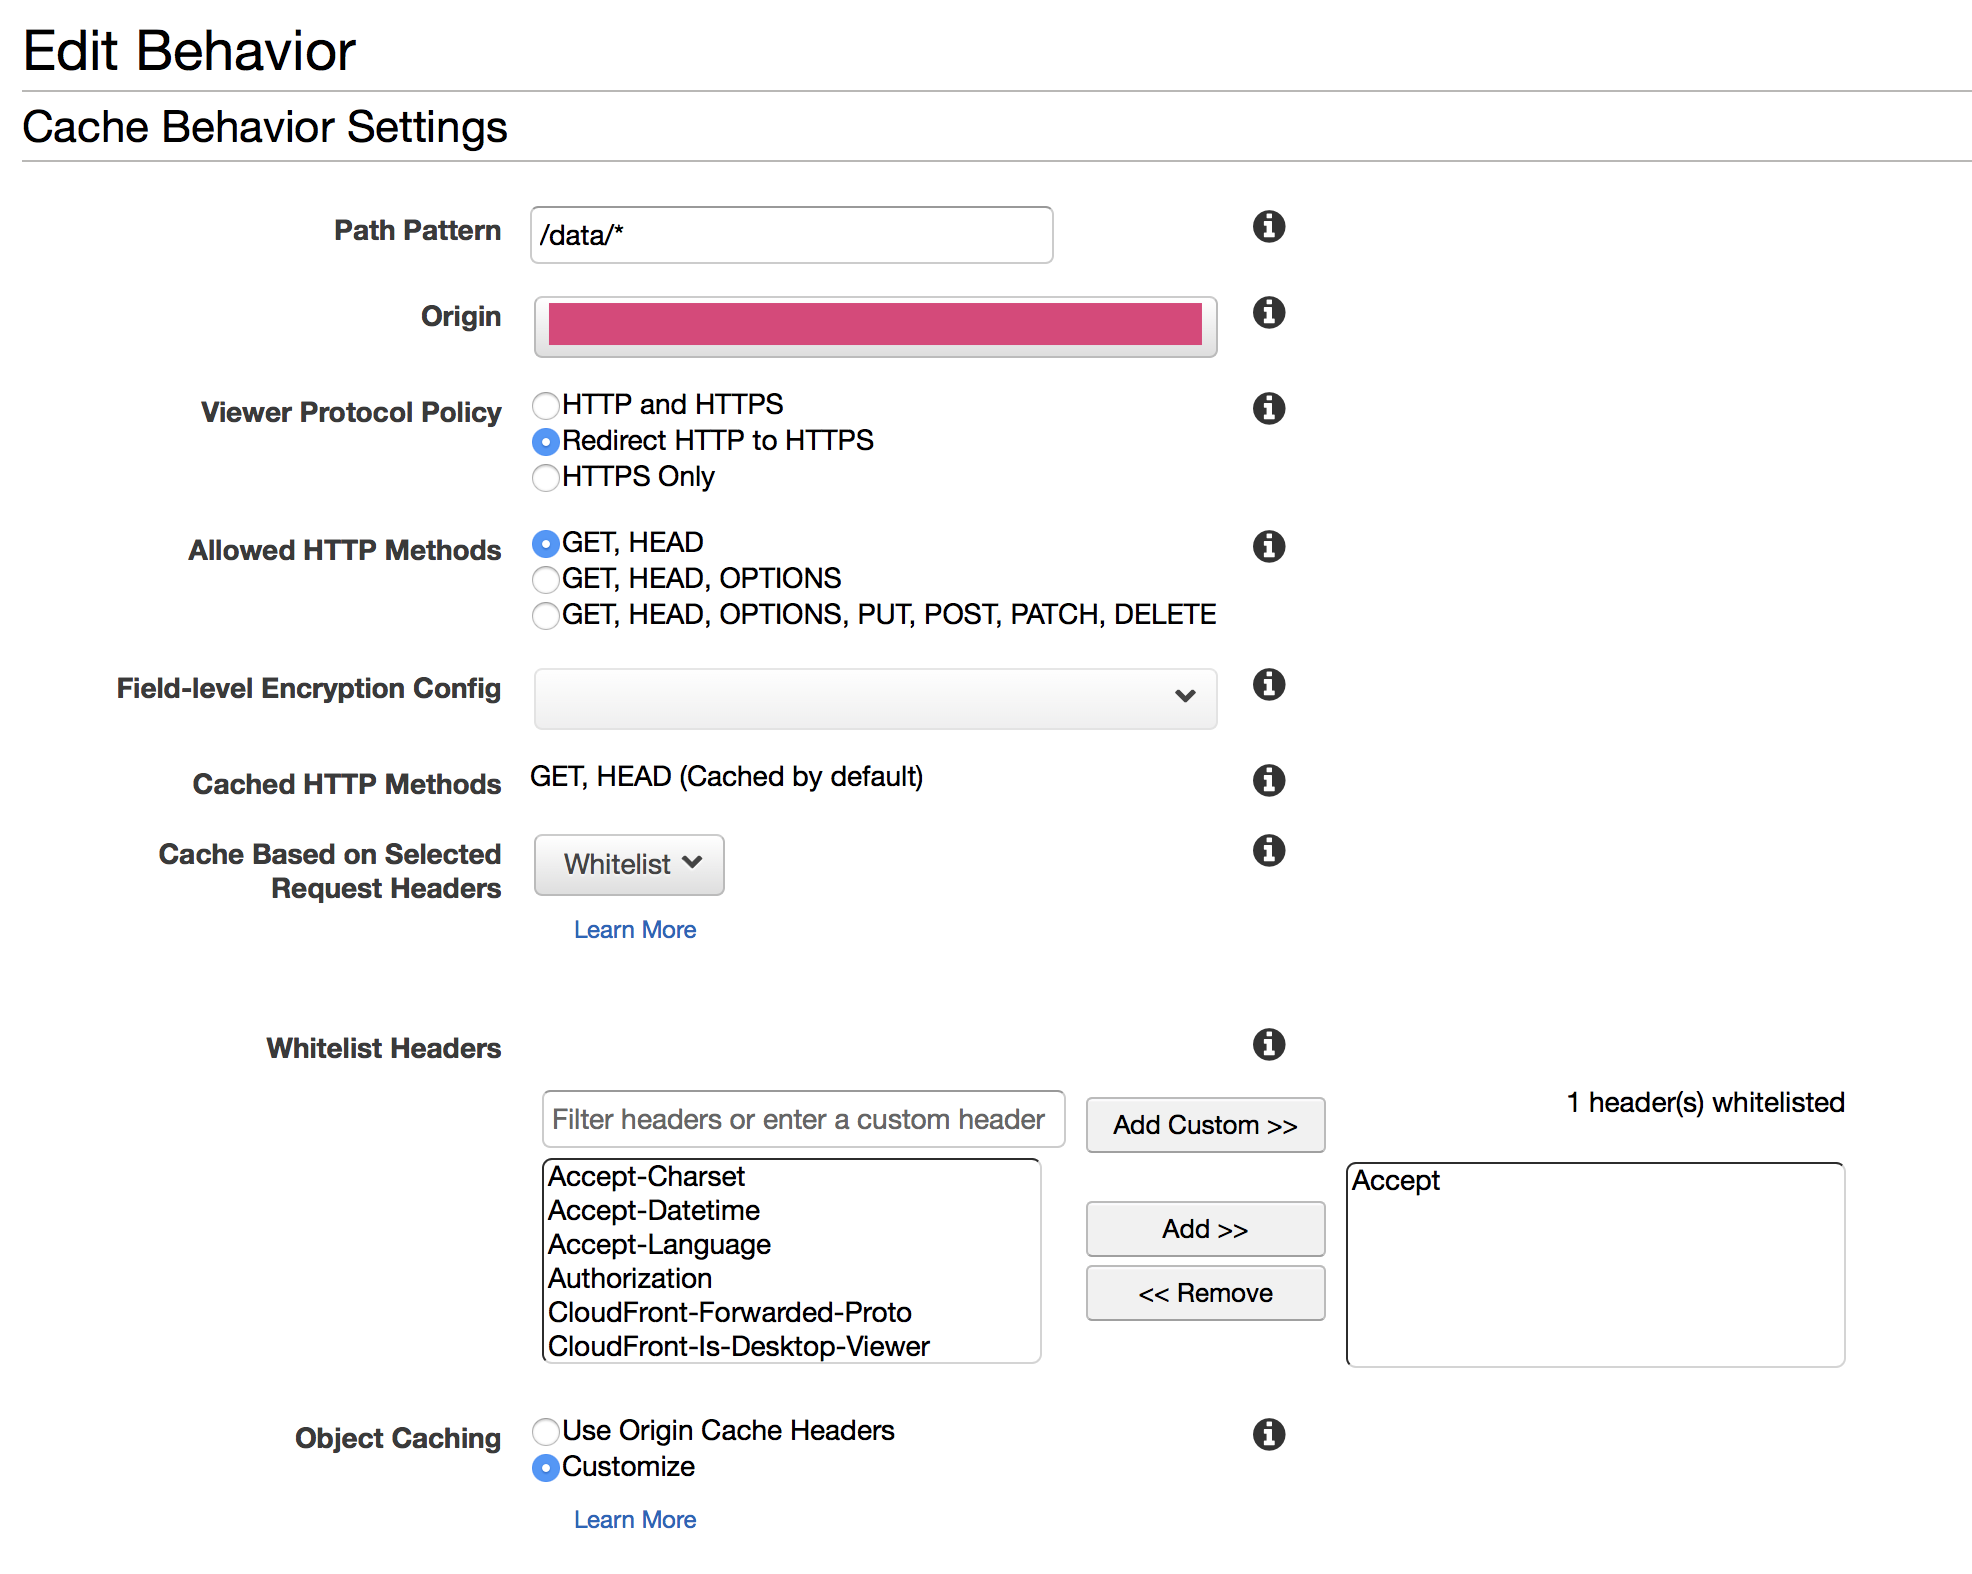 Edit Behavior
Cache Behavior Settings
Path Pattern
/data/*
Origin
Viewer Protocol Policy
HTTP and HTTPS
Redirect HTTP to HTTPS
HTTPS Only
Allowed HTTP Methods
GET, HEAD
GET, HEAD, OPTIONS
GET, HEAD, OPTIONS, PUT, POST, PATCH, DELETE
Field-level Encryption Config
Cached HTTP Methods
GET, HEAD (Cached by default)
Cache Based on Selected
Request Headers
Whitelist
Learn More
Whitelist Headers
Filter headers or enter a custom header
Add Custom >>
1 header(s) whitelisted
Accept-Charset
Accept-Datetime
Accept-Language
Authorization
CloudFront-Forwarded-Proto
CloudFront-Is-Desktop-Viewer
Add >>
<< Remove
Accept
Object Caching
Use Origin Cache Headers
Customize
Learn More